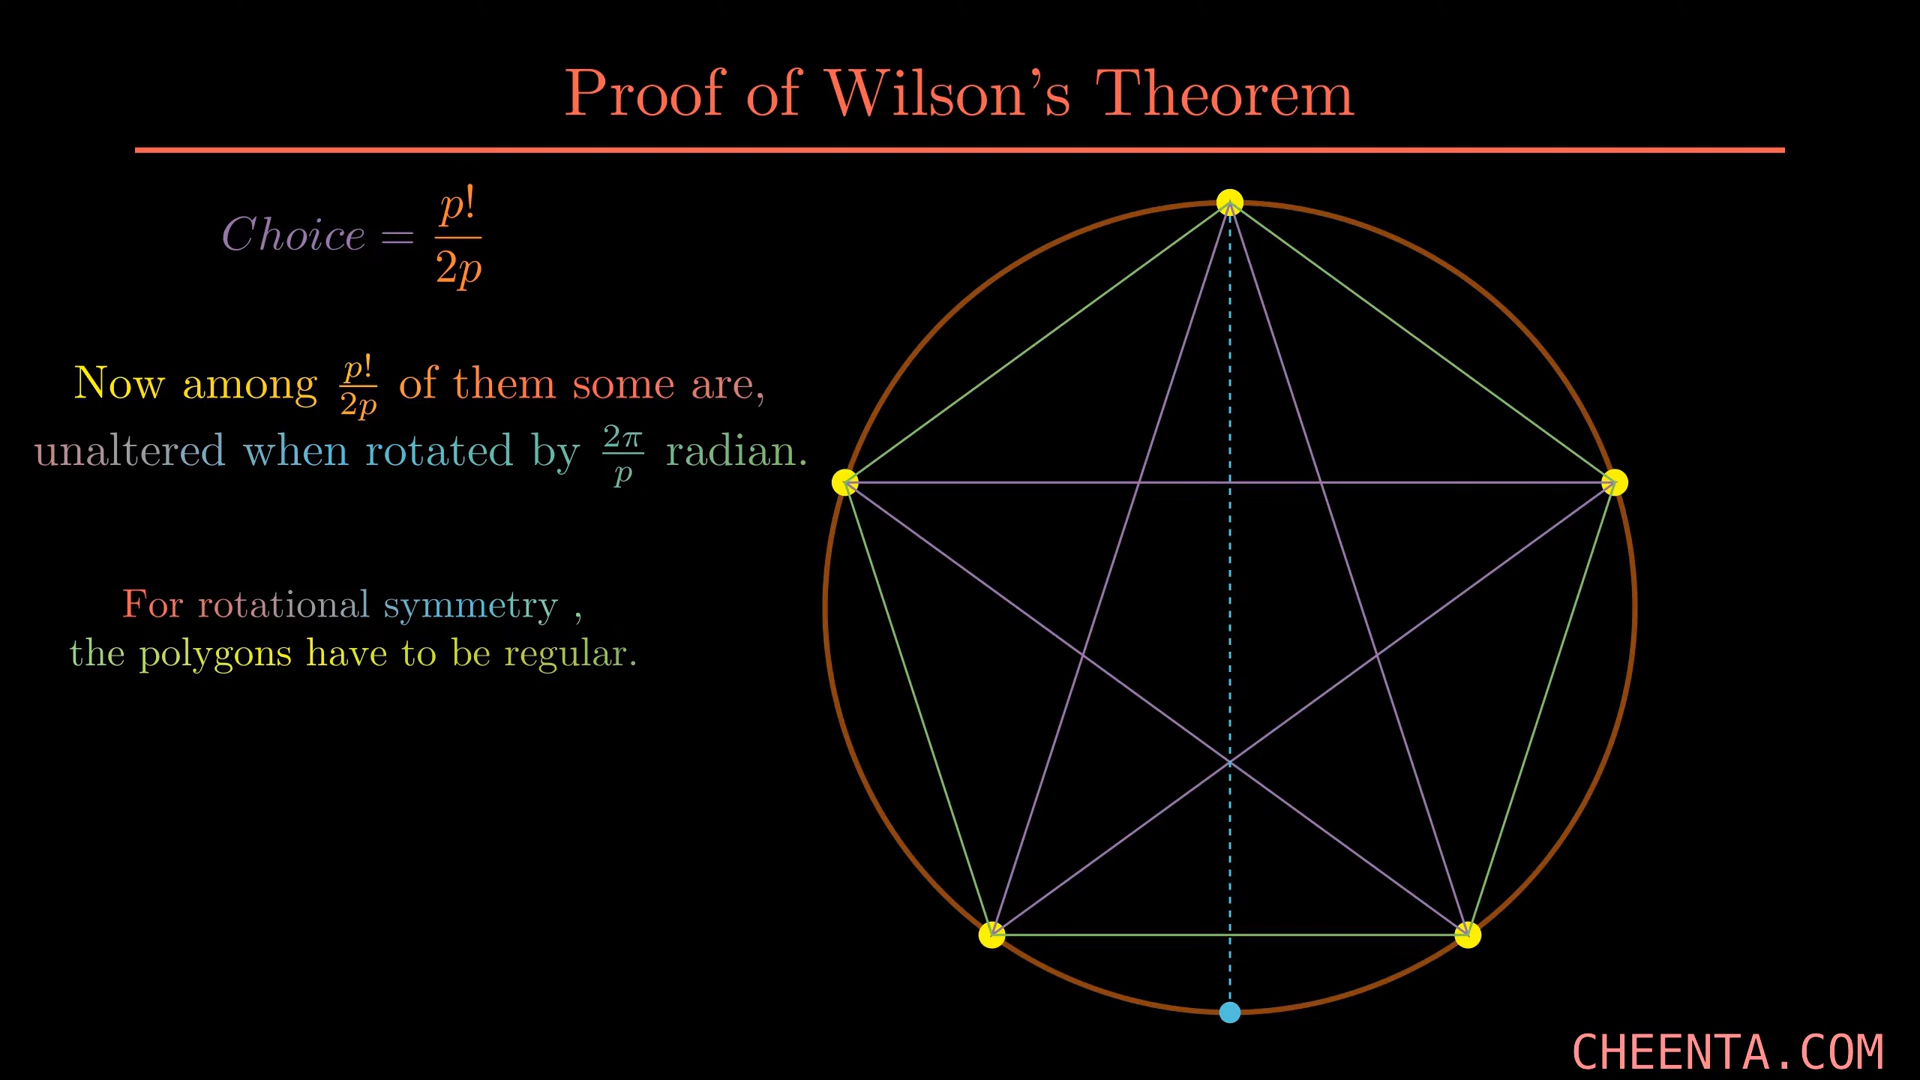 Proof of Wilson's Theorem
Choice = p!/2p
Now among p!/2p of them some are,
unaltered when rotated by 2π/p radian.
For rotational symmetry ,
the polygons have to be regular.
CHEENTA.COM